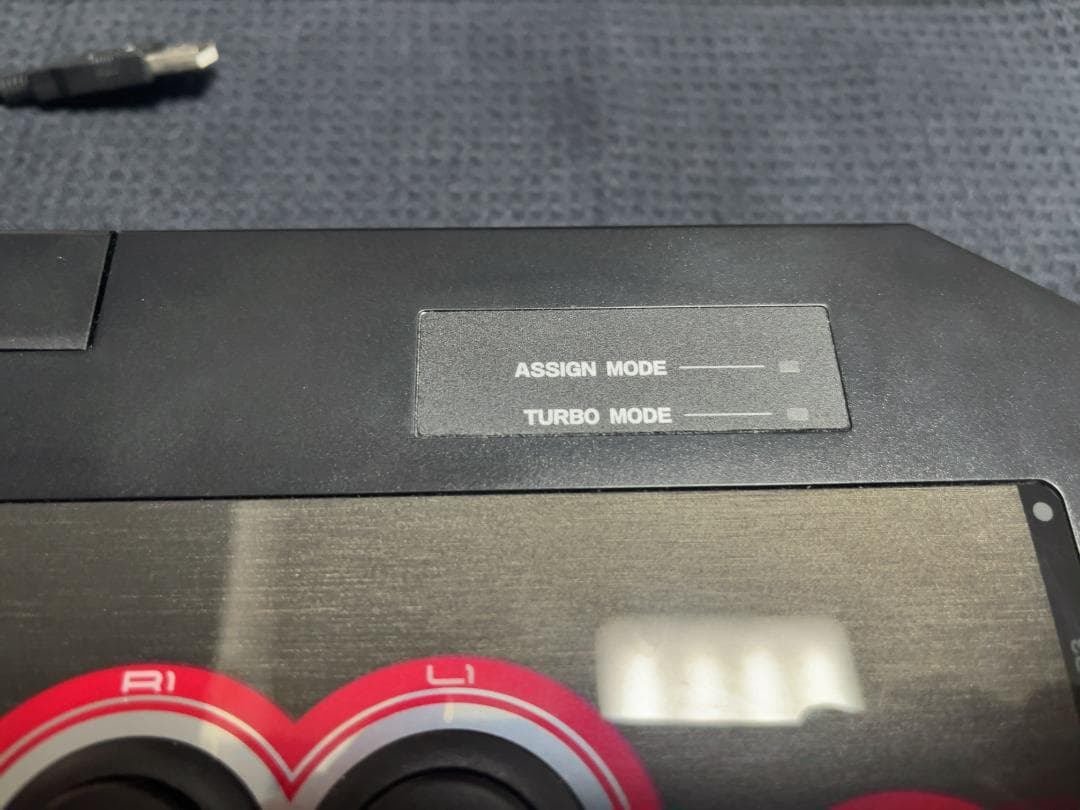 ASSIGN MODE
TURBO MODE
R1
L1